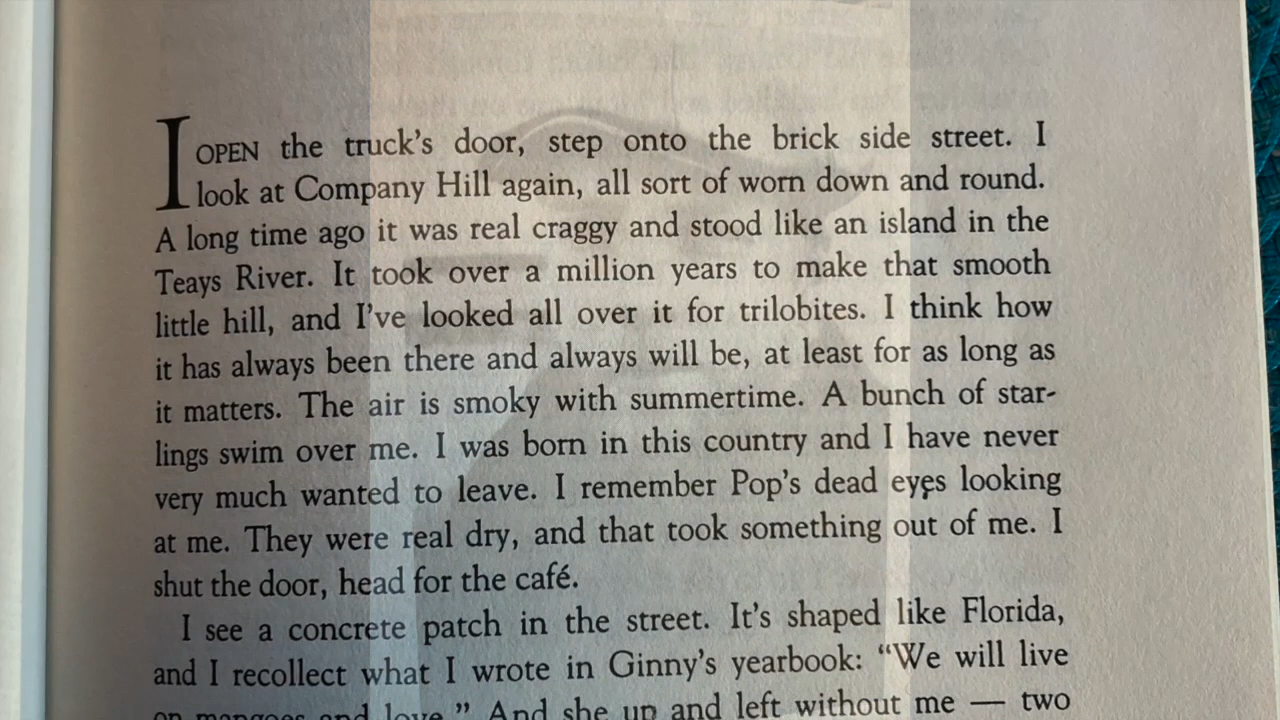 I OPEN the truck's door, step onto the brick side street. I
look at Company Hill again, all sort of worn down and round.
A long time ago it was real craggy and stood like an island in the
Teays River. It took over a million years to make that smooth
little hill, and I've looked all over it for trilobites. I think how
it has always been there and always will be, at least for as long as
it matters. The air is smoky with summertime. A bunch of star-
lings swim over me. I was born in this country and I have never
very much wanted to leave. I remember Pop's dead eyes looking
at me. They were real dry, and that took something out of me. I
shut the door, head for the café.
I see a concrete patch in the street. It's shaped like Florida,
and I recollect what I wrote in Ginny's yearbook: “We will live
on mangoes and love.” And she up and left without me — two